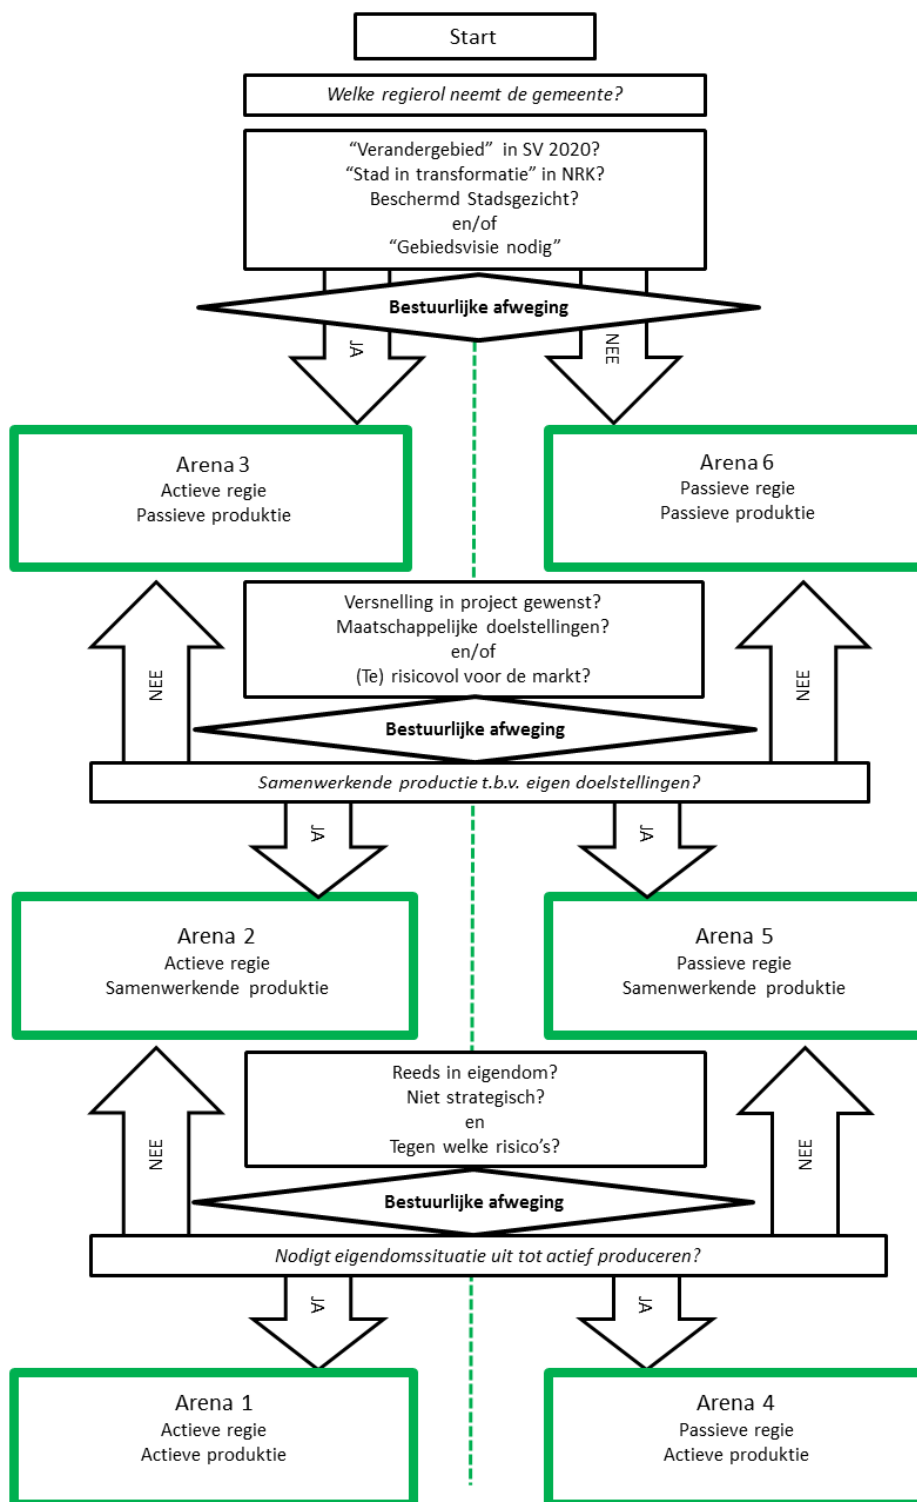 Start
Welke regierol neemt de gemeente?
“Verandergebied” in SV 2020?
“Stad in transformatie” in NRK?
Beschermd Stadsgezicht?
en/of
“Gebiedsvisie nodig”
Bestuurlijke afweging
JA
NEE
Arena 3
Actieve regie
Passieve produktie
Arena 6
Passieve regie
Passieve produktie
Versnelling in project gewenst?
Maatschappelijke doelstellingen?
en/of
(Te) risicovol voor de markt?
NEE
NEE
Bestuurlijke afweging
Samenwerkende productie t.b.v. eigen doelstellingen?
JA
JA
Arena 2
Actieve regie
Samenwerkende produktie
Arena 5
Passieve regie
Samenwerkende produktie
Reeds in eigendom?
Niet strategisch?
en
Tegen welke risico’s?
NEE
NEE
Bestuurlijke afweging
Nodigt eigendomssituatie uit tot actief produceren?
JA
JA
Arena 1
Actieve regie
Actieve produktie
Arena 4
Passieve regie
Actieve produktie